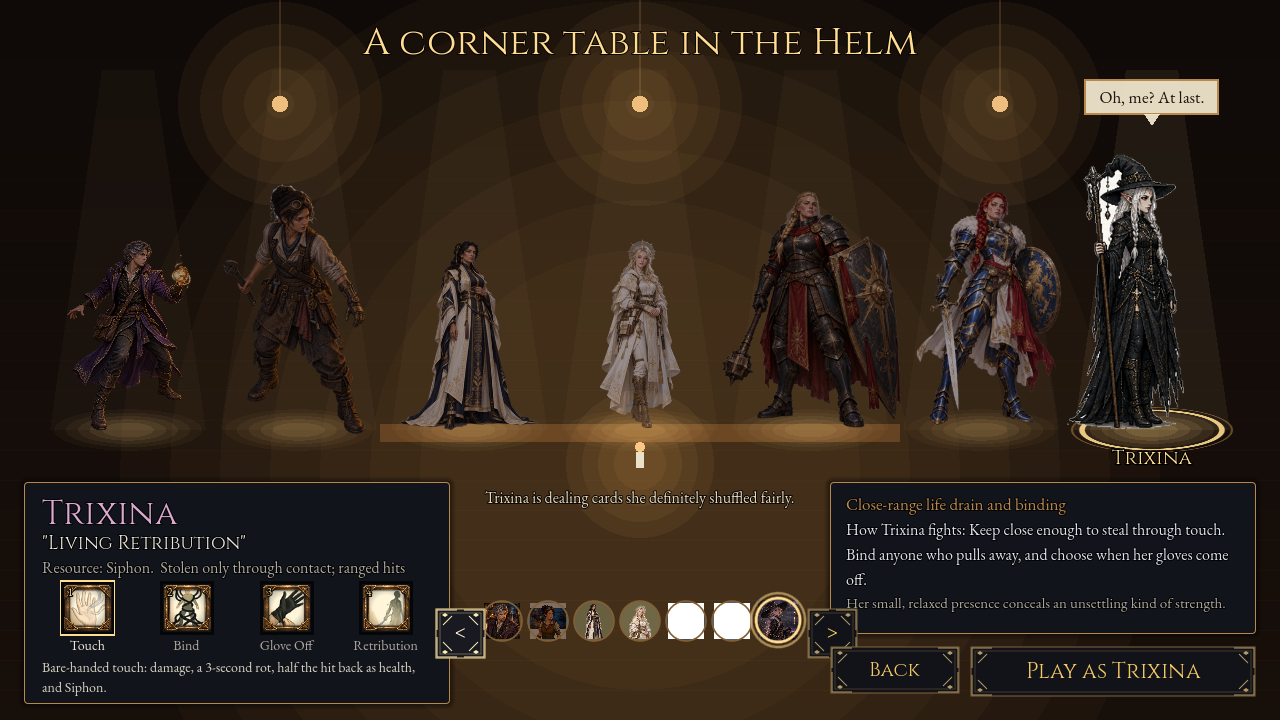 A corner table in the Helm
Oh, me? At last.
Trixina
Trixina
"Living Retribution"
Resource: Siphon. Stolen only through contact; ranged hits
1
2
3
4
Touch
Bind
Glove Off
Retribution
Bare-handed touch: damage, a 3-second rot, half the hit back as health,
and Siphon.
Trixina is dealing cards she definitely shuffled fairly.
<
>
Close-range life drain and binding
How Trixina fights: Keep close enough to steal through touch.
Bind anyone who pulls away, and choose when her gloves come
off.
Her small, relaxed presence conceals an unsettling kind of strength.
Back
Play as Trixina